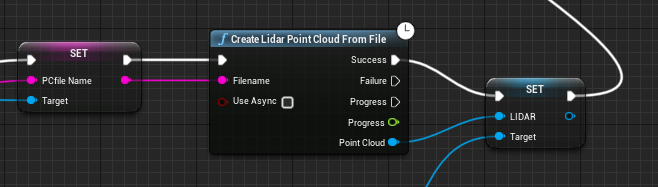 SET
PCfile Name
Target
Create Lidar Point Cloud From File
Success
Failure
Filename
Use Async
Progress
Progress
Point Cloud
SET
LIDAR
Target